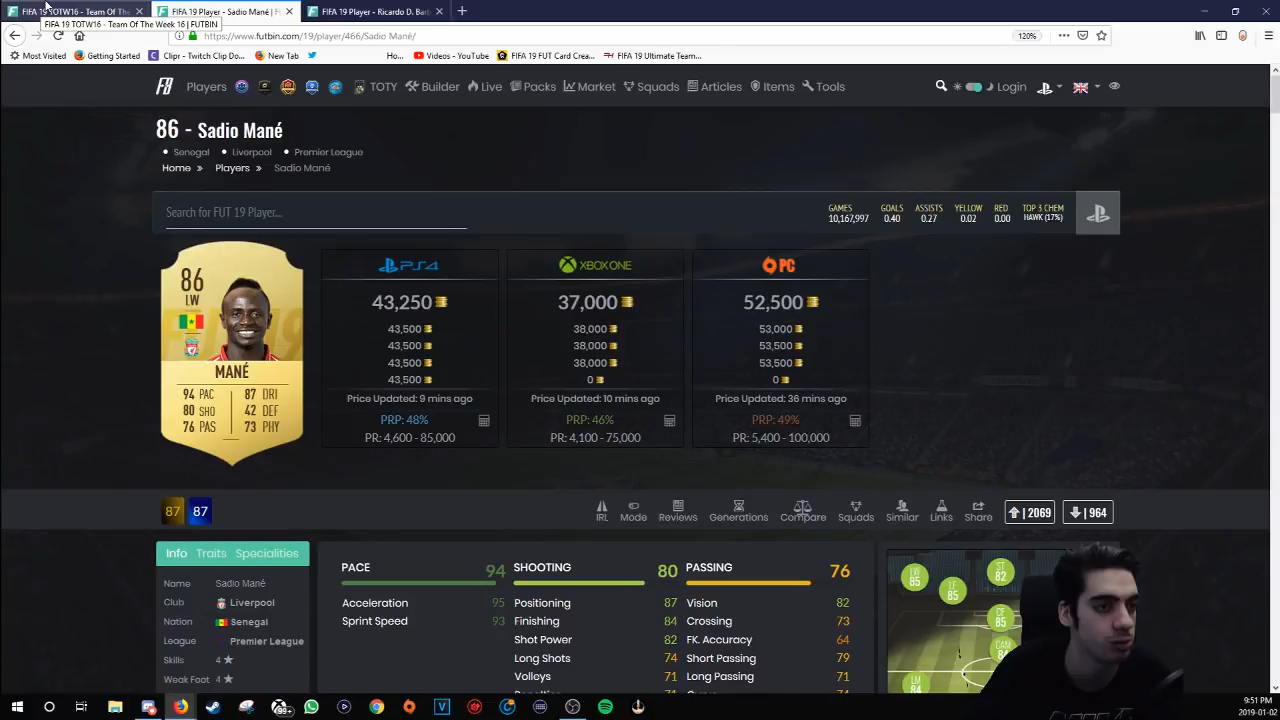 FIFA 19 TOTW16 - Team Of The
FIFA 19 Player - Sadio Mané |
FIFA 19 Player - Ricardo D. Bar
FIFA 19 TOTW16 - Team Of The Week 16 | FUTBIN
https://www.futbin.com/19/player/466/Sadio Mané/
120%
Most Visited
Getting Started
Clipr - Twitch Clip Do...
New Tab
Ho...
Videos - YouTube
FIFA 19 FUT Card Crea...
FIFA 19 Ultimate Team...
Players
TOTY
Builder
Live
Packs
Market
Squads
Articles
Items
Tools
Login
86 - Sadio Mané
Senegal
Liverpool
Premier League
Home » Players » Sadio Mané
Search for FUT 19 Player...
GAMES GOALS ASSISTS YELLOW RED TOP 3 CHEM
10,167,997 0.40 0.27 0.02 0.00 HAWK (17%)
86
LW
MANÉ
94 PAC 87 DRI
80 SHO 42 DEF
76 PAS 73 PHY
PS4
43,250
43,500
43,500
43,500
43,500
Price Updated: 9 mins ago
PRP: 48%
PR: 4,600 - 85,000
XBOX ONE
37,000
38,000
38,000
38,000
0
Price Updated: 10 mins ago
PRP: 46%
PR: 4,100 - 75,000
PC
52,500
53,000
53,500
53,500
0
Price Updated: 36 mins ago
PRP: 49%
PR: 5,400 - 100,000
87 87
IRL
Mode
Reviews
Generations
Compare
Squads
Similar
Links
Share
| 2069
| 964
Info Traits Specialities
Name Sadio Mané
Club Liverpool
Nation Senegal
League Premier League
Skills 4
Weak Foot 4
PACE 94
Acceleration 95
Sprint Speed 93
SHOOTING 80
Positioning 87
Finishing 84
Shot Power 82
Long Shots 74
Volleys 71
PASSING 76
Vision 82
Crossing 73
FK. Accuracy 64
Short Passing 79
Long Passing 71
LW
85
ST
82
CF
85
LM
84
99+
9:51 PM
2019-01-02